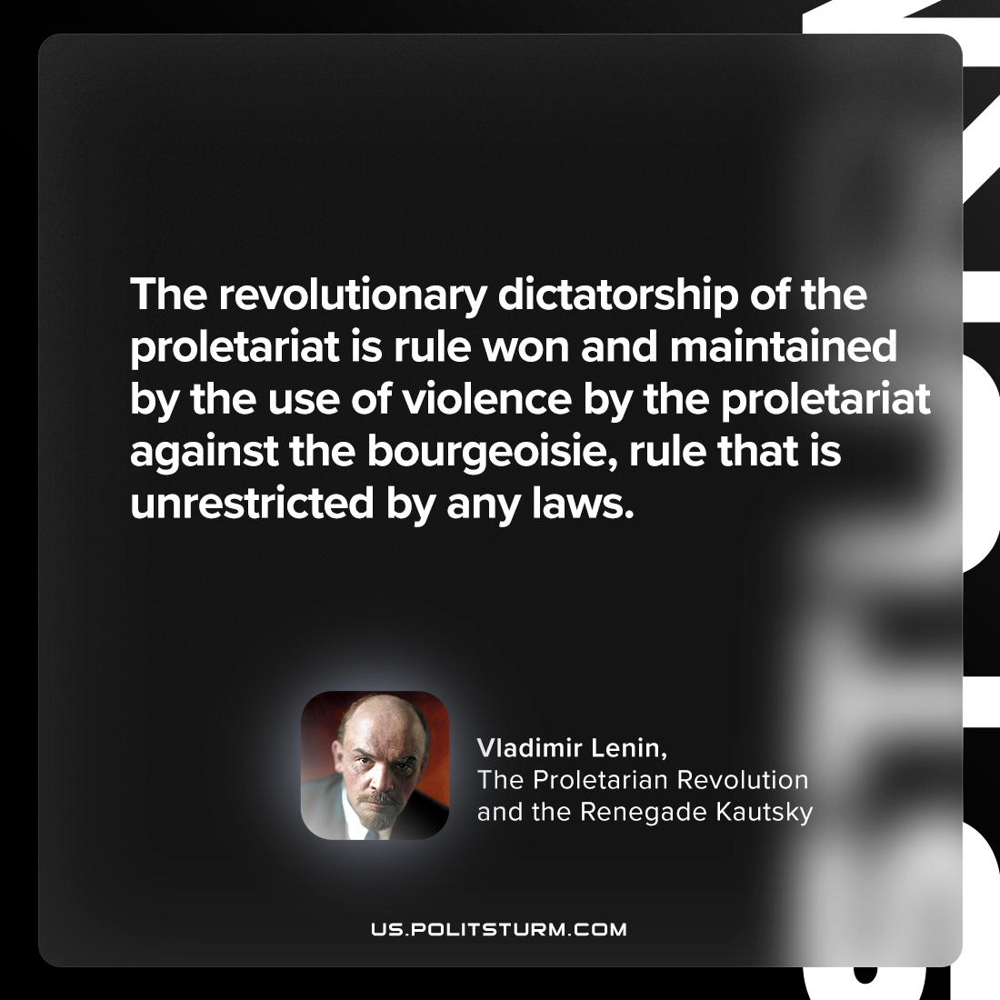 The revolutionary dictatorship of the
proletariat is rule won and maintained
by the use of violence by the proletariat
against the bourgeoisie, rule that is
unrestricted by any laws.
Vladimir Lenin,
The Proletarian Revolution
and the Renegade Kautsky
US.POLITSTURM.COM